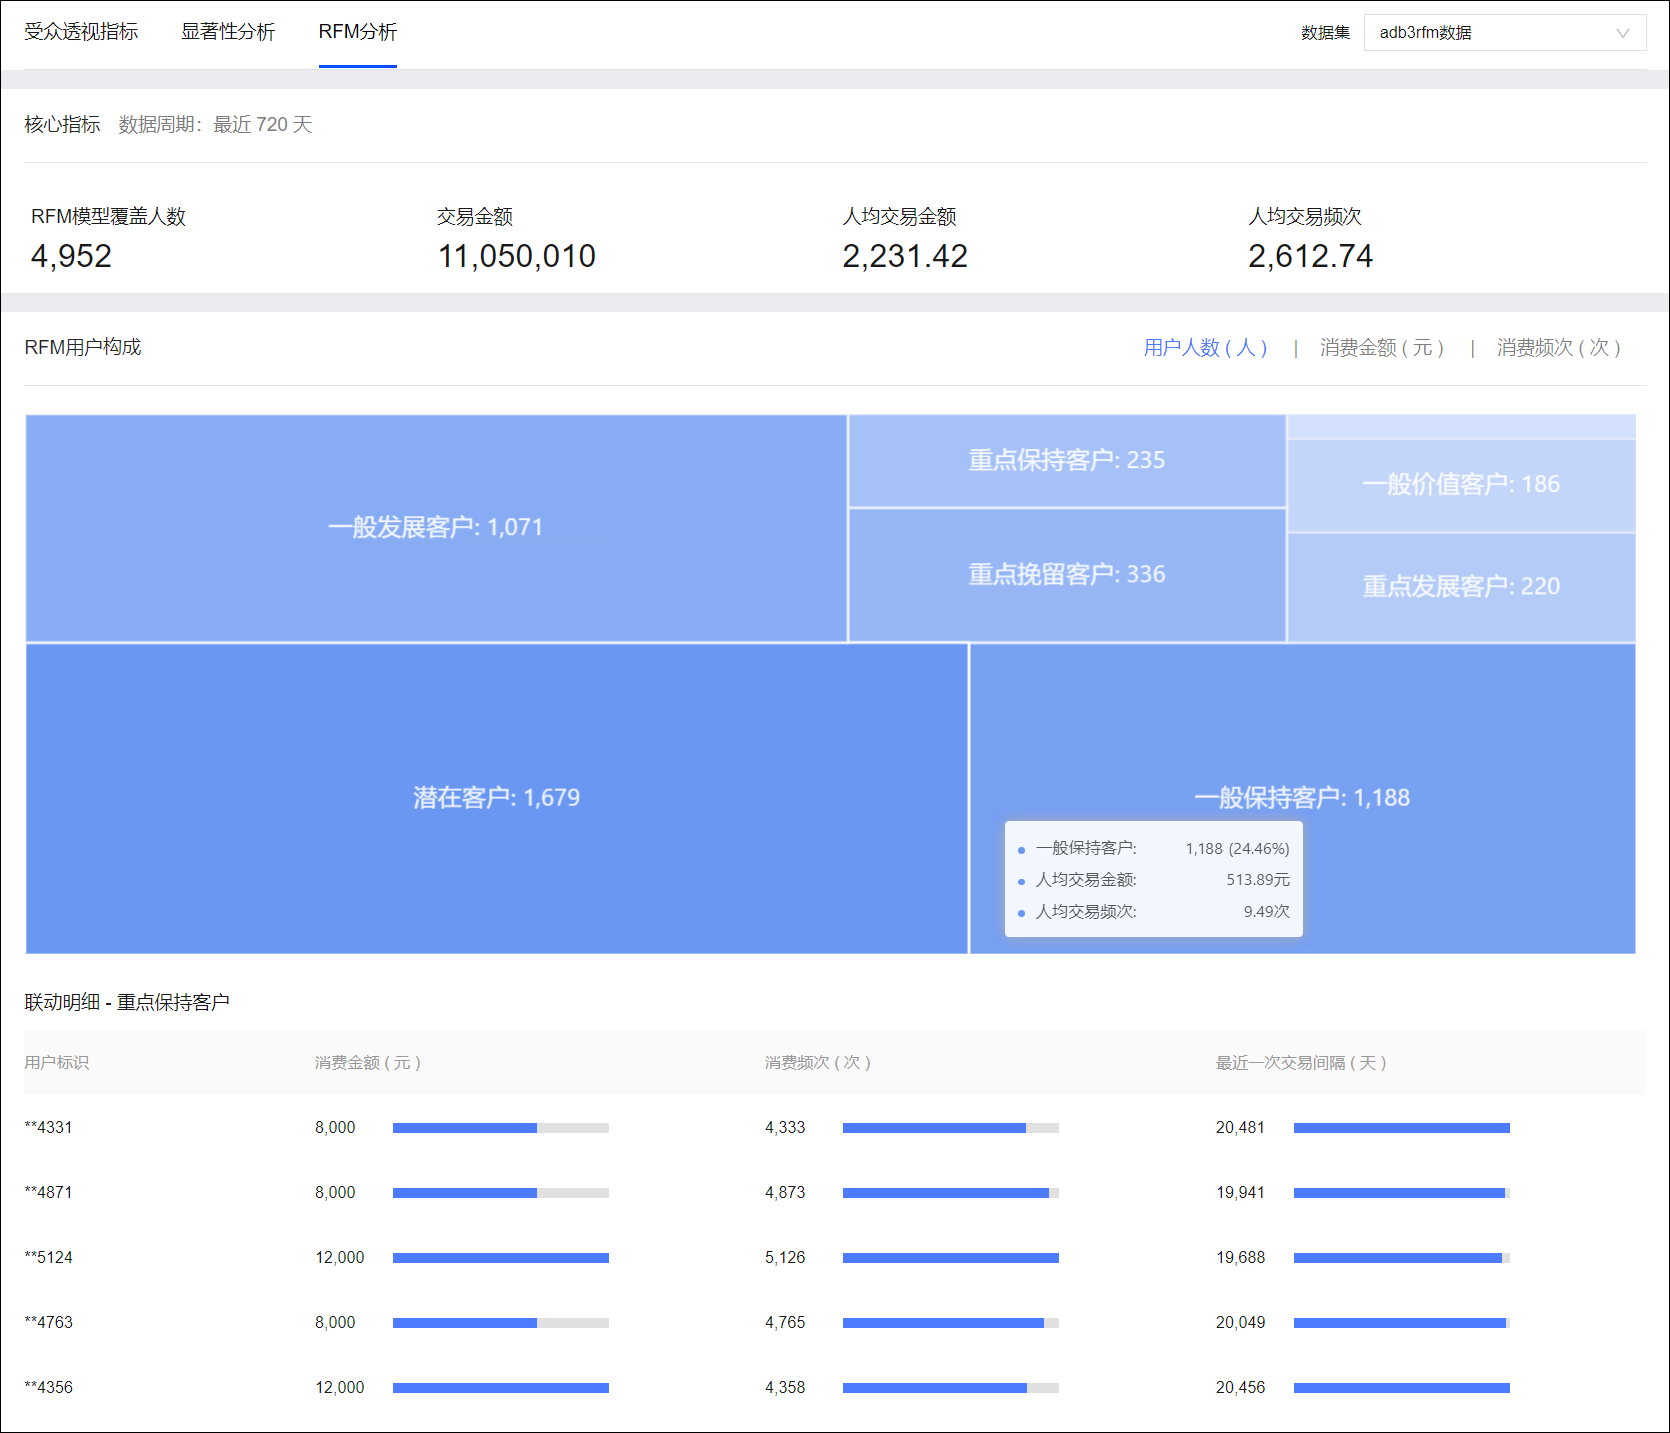 受众透视指标 显著性分析 RFM分析 数据集 adb3rfm数据
核心指标 数据周期：最近 720 天
RFM模型覆盖人数 交易金额 人均交易金额 人均交易频次
4,952 11,050,010 2,231.42 2,612.74
RFM用户构成 用户人数 ( 人 ) | 消费金额 ( 元 ) | 消费频次 ( 次 )
一般发展客户: 1,071
重点保持客户: 235
重点挽留客户: 336
一般价值客户: 186
重点发展客户: 220
潜在客户: 1,679
一般保持客户: 1,188
一般保持客户: 1,188 (24.46%)
人均交易金额: 513.89元
人均交易频次: 9.49次
联动明细 - 重点保持客户
用户标识 消费金额 ( 元 ) 消费频次 ( 次 ) 最近一次交易间隔 ( 天 )
**4331 8,000 4,333 20,481
**4871 8,000 4,873 19,941
**5124 12,000 5,126 19,688
**4763 8,000 4,765 20,049
**4356 12,000 4,358 20,456